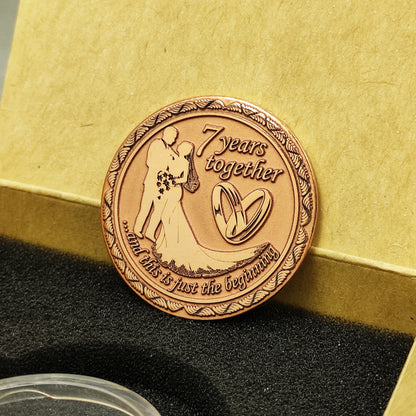 7 years
together
...and this is just the beginning